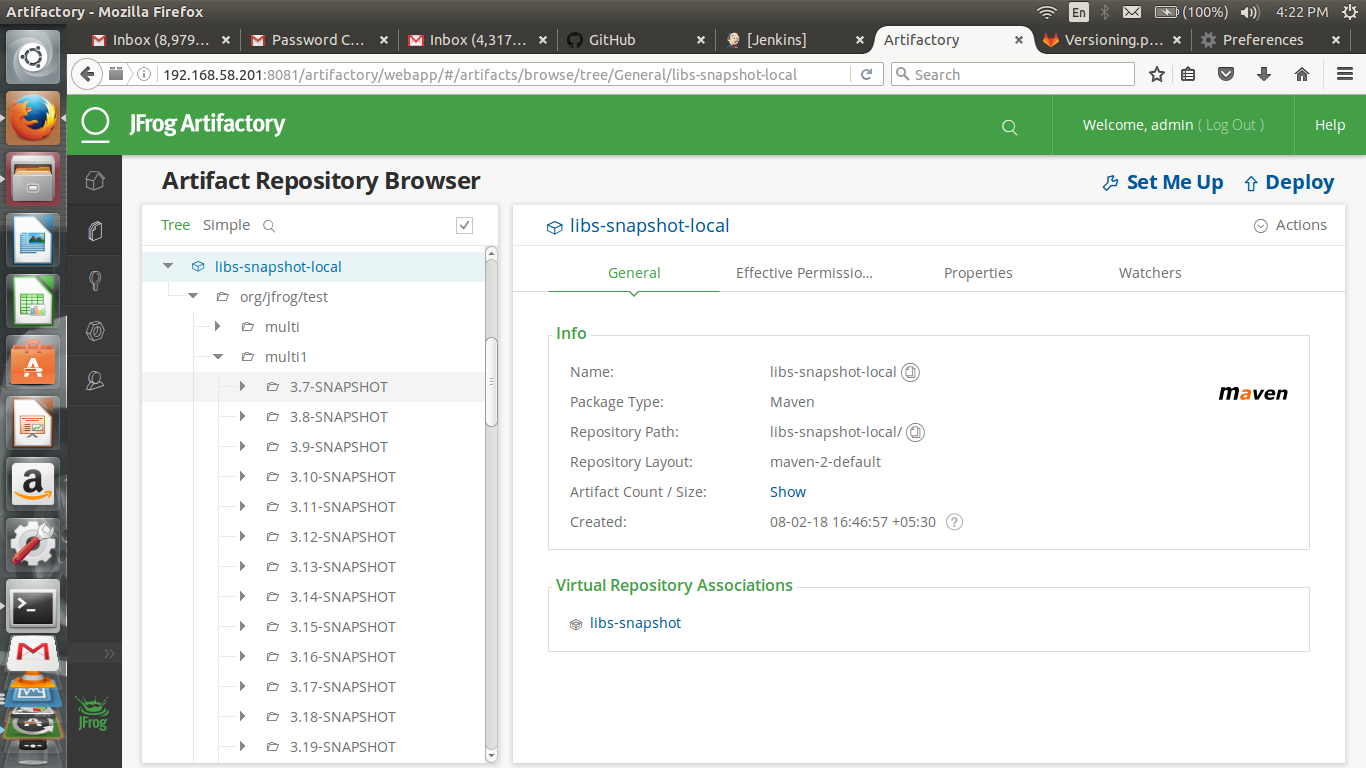 Artifactory - Mozilla Firefox
En
(100%)
4:22 PM
Inbox (8,979...
Password C...
Inbox (4,317...
GitHub
[Jenkins]
Artifactory
Versioning.p...
Preferences
192.168.58.201:8081/artifactory/webapp/#/artifacts/browse/tree/General/libs-snapshot-local
Search
JFrog Artifactory
Welcome, admin ( Log Out )
Help
Artifact Repository Browser
Set Me Up
Deploy
Tree
Simple
libs-snapshot-local
org/jfrog/test
multi
multi1
3.7-SNAPSHOT
3.8-SNAPSHOT
3.9-SNAPSHOT
3.10-SNAPSHOT
3.11-SNAPSHOT
3.12-SNAPSHOT
3.13-SNAPSHOT
3.14-SNAPSHOT
3.15-SNAPSHOT
3.16-SNAPSHOT
3.17-SNAPSHOT
3.18-SNAPSHOT
3.19-SNAPSHOT
libs-snapshot-local
Actions
General
Effective Permissio...
Properties
Watchers
Info
Name: libs-snapshot-local
Package Type: Maven
Repository Path: libs-snapshot-local/
Repository Layout: maven-2-default
Artifact Count / Size: Show
Created: 08-02-18 16:46:57 +05:30
maven
Virtual Repository Associations
libs-snapshot
JFrog